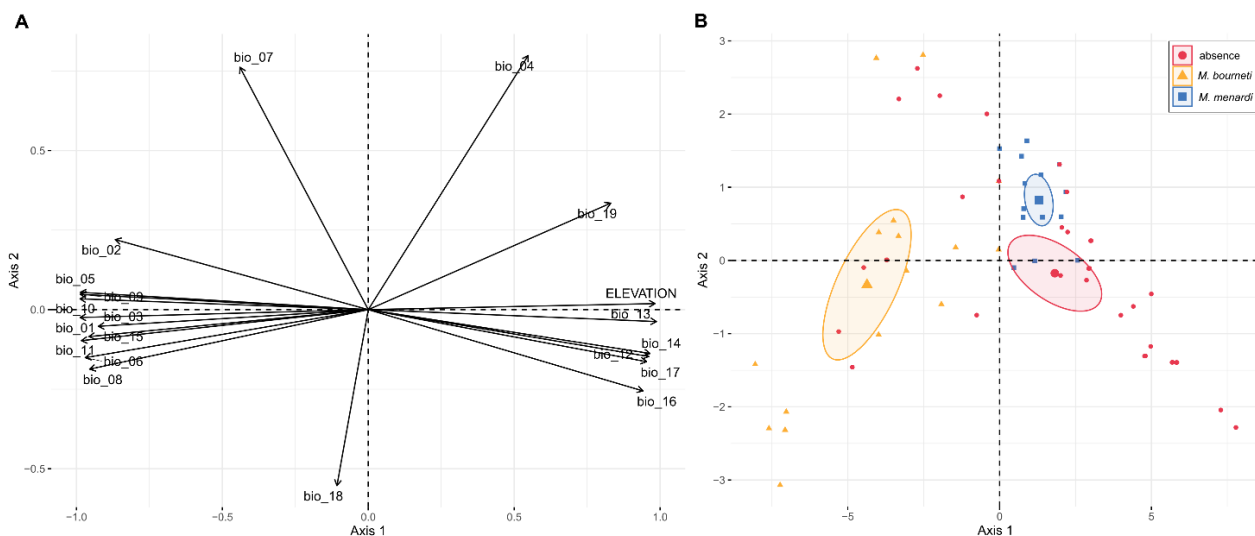 A
bio_07
bio_04
0.5
bio_19
bio_02
Axis 2
bio_05
bio_09
ELEVATION
0.0
bio_10
bio_03
bio_13
bio_01
bio_15
bio_14
bio_11
bio_12
bio_06
bio_17
bio_08
bio_16
−0.5
bio_18
−1.0
−0.5
0.0
0.5
1.0
Axis 1
B
3
absence
M. bourneti
M. menardi
2
1
Axis 2
0
−1
−2
−3
−5
0
5
Axis 1